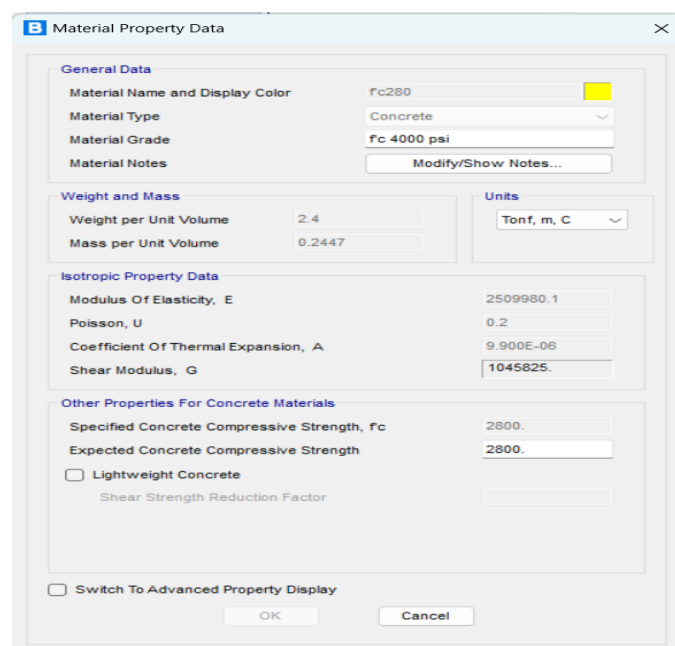 B Material Property Data
General Data
Material Name and Display Color f'c280
Material Type Concrete
Material Grade f'c 4000 psi
Material Notes Modify/Show Notes...
Weight and Mass Units
Weight per Unit Volume 2.4 Tonf, m, C
Mass per Unit Volume 0.2447
Isotropic Property Data
Modulus Of Elasticity, E 2509980.1
Poisson, U 0.2
Coefficient Of Thermal Expansion, A 9.900E-06
Shear Modulus, G 1045825.
Other Properties For Concrete Materials
Specified Concrete Compressive Strength, f'c 2800.
Expected Concrete Compressive Strength 2800.
Lightweight Concrete
Shear Strength Reduction Factor
Switch To Advanced Property Display
OK Cancel